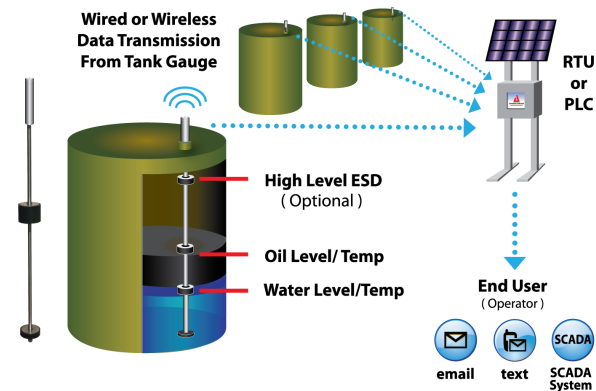 Wired or Wireless
Data Transmission
From Tank Gauge
RTU
or
PLC
High Level ESD
( Optional )
Oil Level/ Temp
Water Level/Temp
End User
( Operator )
SCADA
email
text
SCADA
System